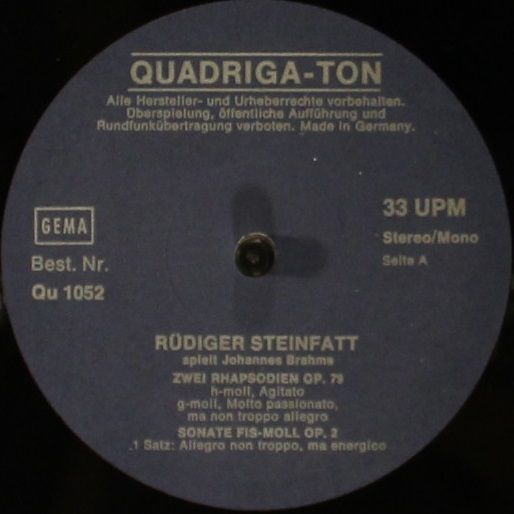 QUADRIGA-TON
Alle Hersteller- und Urheberrechte vorbehalten.
Überspielung, öffentliche Aufführung und
Rundfunkübertragung verboten. Made in Germany.
GEMA
33 UPM
Stereo/Mono
Best. Nr.
Seite A
Qu 1052
RÜDIGER STEINFATT
spielt Johannes Brahms
ZWEI RHAPSODIEN OP. 79
h-moll, Agitato
g-moll, Molto passionato,
ma non troppo allegro
SONATE FIS-MOLL OP. 2
1 Satz: Allegro non troppo, ma energico